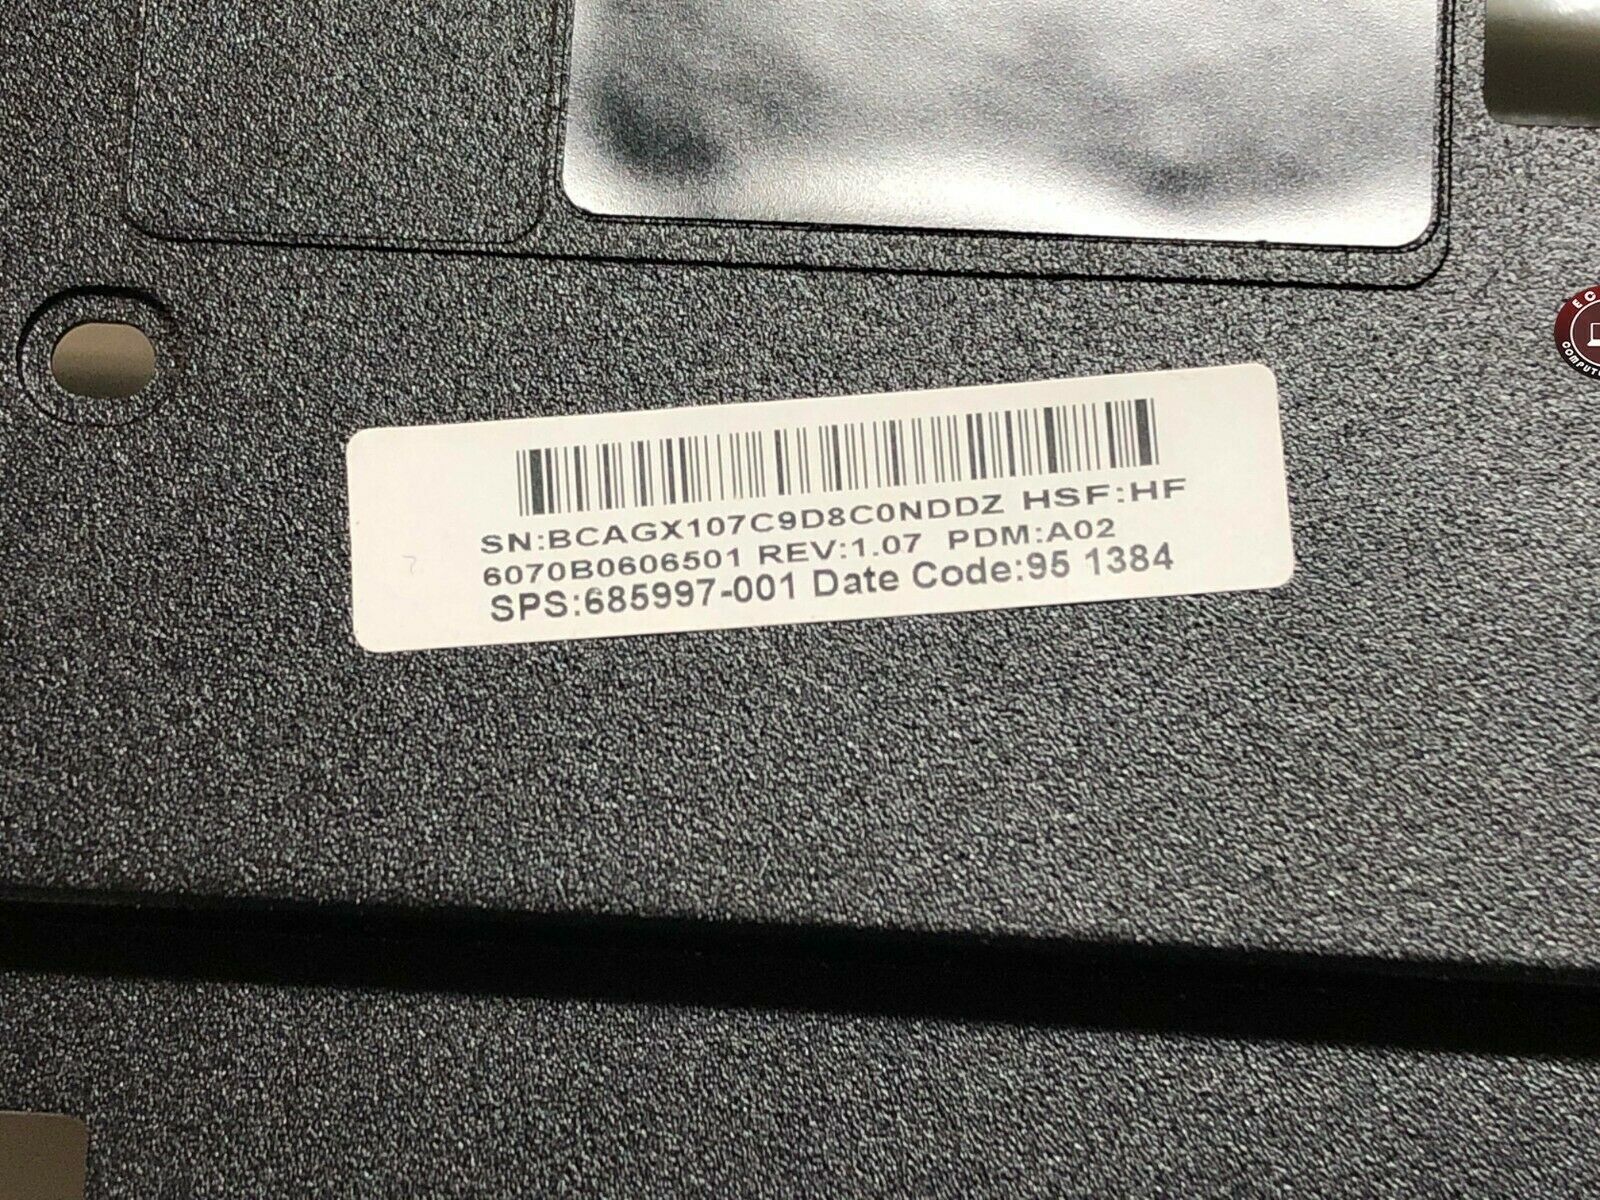 SN:BCAGX107C9D8C0NDDZ HSF:HF
6070B0606501 REV:1.07 PDM:A02
SPS:685997-001 Date Code:95 1384